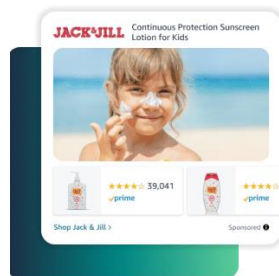 JACK&JILL
Continuous Protection Sunscreen
Lotion for Kids
★★★★☆ 39,041
prime
prime
Shop Jack & Jill >
Sponsored